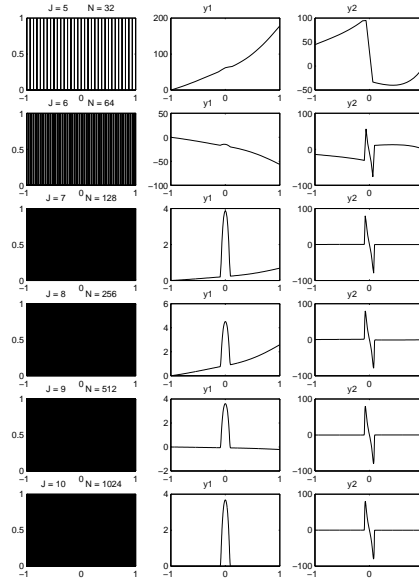 J = 5 N = 32 y1 y2
1 200 100
0.5 100 50
0
0 0 -50
-1 0 1 -1 0 1 -1 0 1
J = 6 N = 64 y1 y2
1 50 100
0.5 0 0
-50
0 -100 -100
-1 0 1 -1 0 1 -1 0 1
J = 7 N = 128 y1 y2
1 4 100
0.5 2 0
0 0 -100
-1 0 1 -1 0 1 -1 0 1
J = 8 N = 256 y1 y2
1 6 100
4
0.5 0
2
0 0 -100
-1 0 1 -1 0 1 -1 0 1
J = 9 N = 512 y1 y2
1 4 100
2
0.5 0
0
0 -2 -100
-1 0 1 -1 0 1 -1 0 1
J = 10 N = 1024 y1 y2
1 4 100
0.5 2 0
0 0 -100
-1 0 1 -1 0 1 -1 0 1